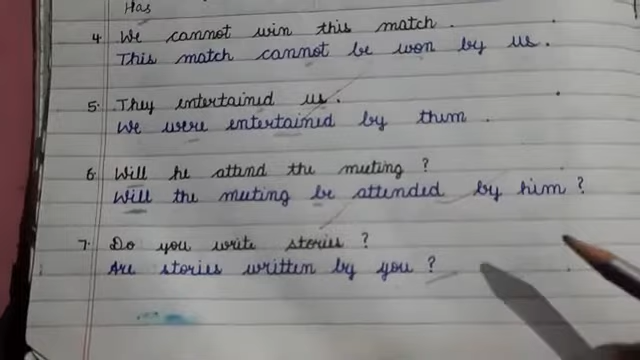 Has
4. We cannot win this match.
This match cannot be won by us.
5. They entertained us.
We were entertained by them.
6. Will he attend the meeting?
Will the meeting be attended by him?
7. Do you write stories?
Are stories written by you?